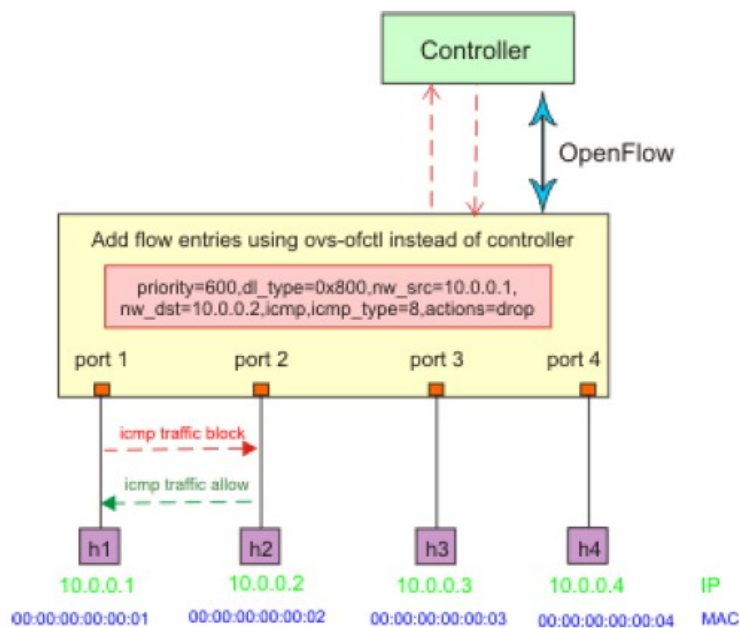 Controller
OpenFlow
Add flow entries using ovs-ofctl instead of controller
priority=600,dl_type=0x800,nw_src=10.0.0.1,
nw_dst=10.0.0.2,icmp,icmp_type=8,actions=drop
port 1 port 2 port 3 port 4
icmp traffic block
icmp traffic allow
h1 h2 h3 h4
10.0.0.1 10.0.0.2 10.0.0.3 10.0.0.4 IP
00:00:00:00:00:01 00:00:00:00:00:02 00:00:00:00:00:03 00:00:00:00:00:04 MAC